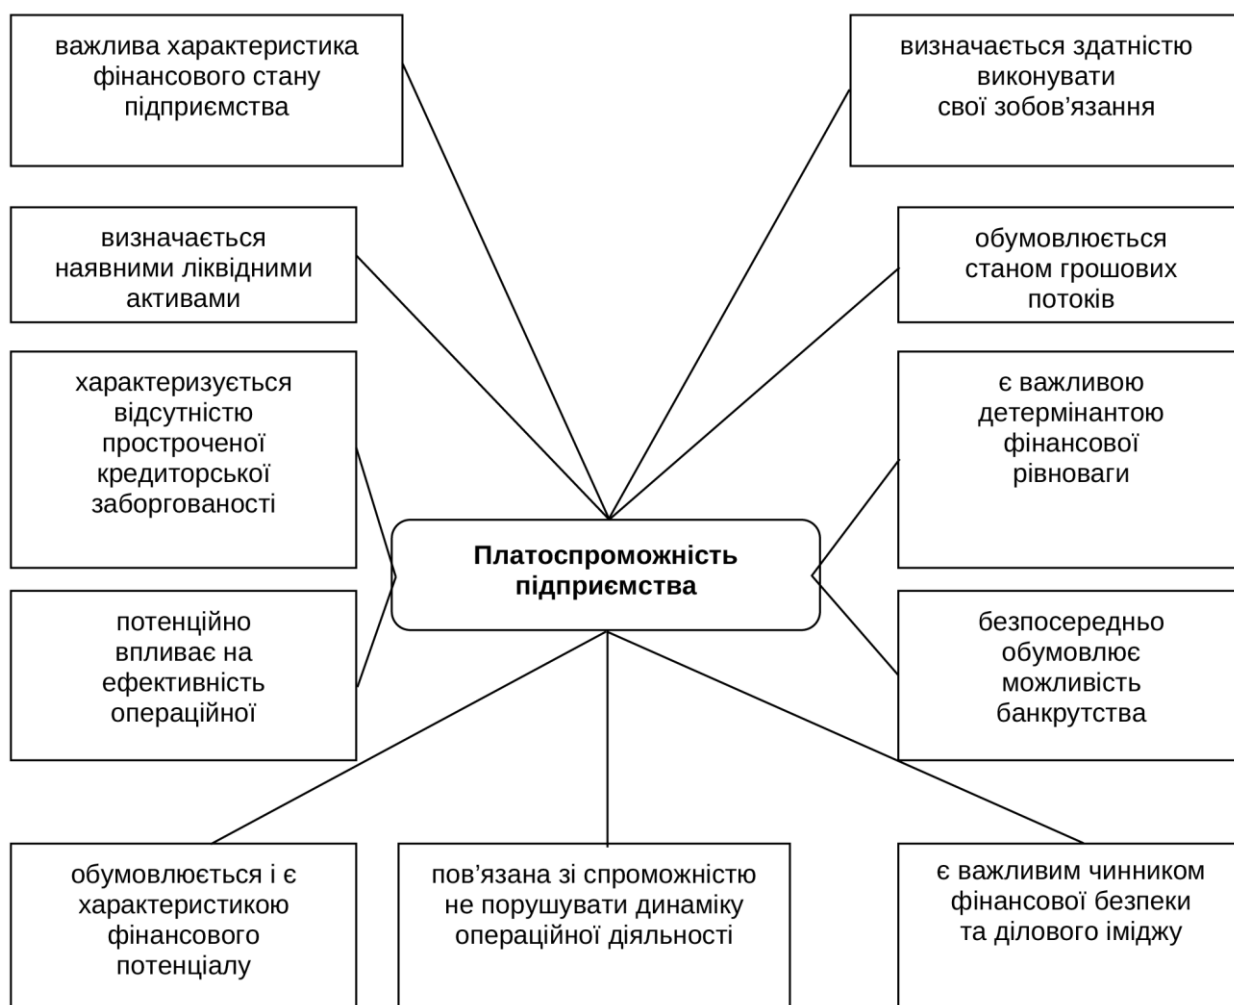 важлива характеристика
фінансового стану
підприємства
визначається здатністю
виконувати
свої зобов’язання
визначається
наявними ліквідними
активами
обумовлюється
станом грошових
потоків
характеризується
відсутністю
простроченої
кредиторської
заборгованості
є важливою
детермінантою
фінансової
рівноваги
Платоспроможність
підприємства
потенційно
впливає на
ефективність
операційної
безпосередньо
обумовлює
можливість
банкрутства
обумовлюється і є
характеристикою
фінансового
потенціалу
пов’язана зі спроможністю
не порушувати динаміку
операційної діяльності
є важливим чинником
фінансової безпеки
та ділового іміджу